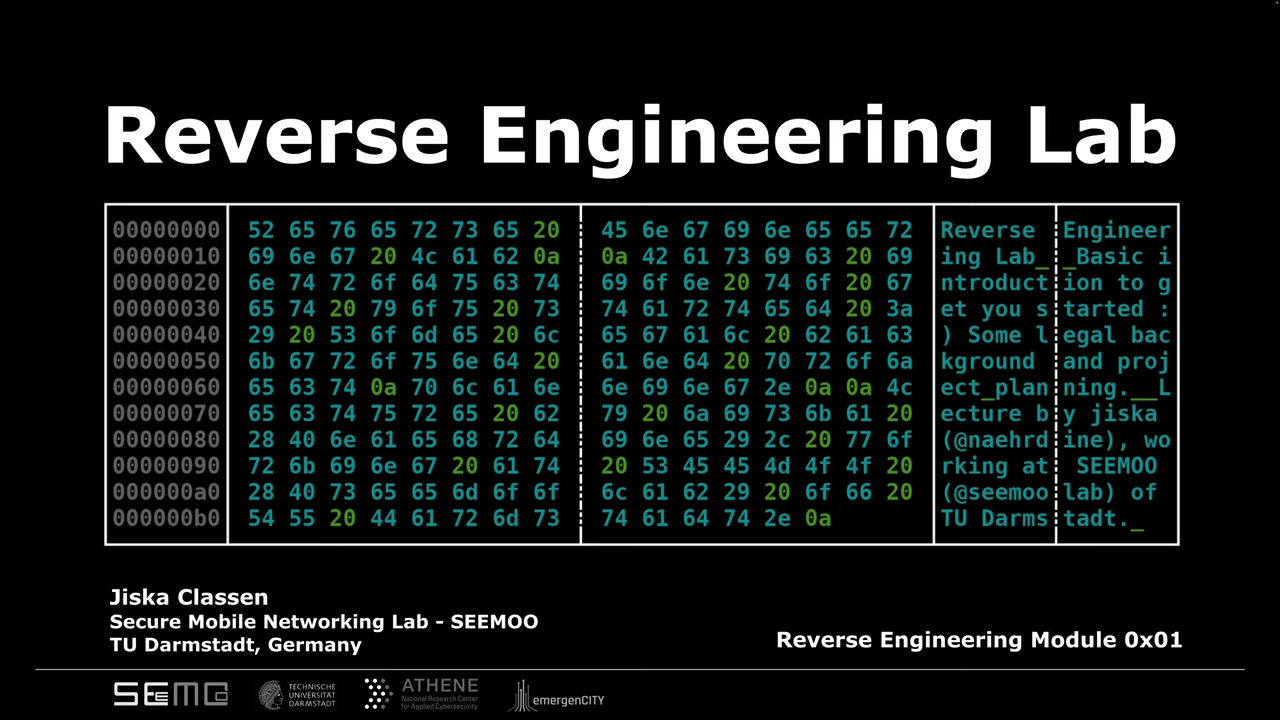 Reverse Engineering Lab
00000000 52 65 76 65 72 73 65 20 45 6e 67 69 6e 65 65 72 Reverse Engineer
00000010 69 6e 67 20 4c 61 62 0a 0a 42 61 73 69 63 20 69 ing Lab_ _Basic i
00000020 6e 74 72 6f 64 75 63 74 69 6f 6e 20 74 6f 20 67 ntroduct ion to g
00000030 65 74 20 79 6f 75 20 73 74 61 72 74 65 64 20 3a et you s tarted :
00000040 29 20 53 6f 6d 65 20 6c 65 67 61 6c 20 62 61 63 ) Some l egal bac
00000050 6b 67 72 6f 75 6e 64 20 61 6e 64 20 70 72 6f 6a kground and proj
00000060 65 63 74 0a 70 6c 61 6e 6e 69 6e 67 2e 0a 0a 4c ect_plan ning.__L
00000070 65 63 74 75 72 65 20 62 79 20 6a 69 73 6b 61 20 ecture b y jiska
00000080 28 40 6e 61 65 68 72 64 69 6e 65 29 2c 20 77 6f (@naehrd ine), wo
00000090 72 6b 69 6e 67 20 61 74 20 53 45 45 4d 4f 4f 20 rking at SEEMOO
000000a0 28 40 73 65 65 6d 6f 6f 6c 61 62 29 20 6f 66 20 (@seemoo lab) of
000000b0 54 55 20 44 61 72 6d 73 74 61 64 74 2e 0a TU Darms tadt._
Jiska Classen
Secure Mobile Networking Lab - SEEMOO
TU Darmstadt, Germany
Reverse Engineering Module 0x01
SEEMOO
TECHNISCHE
UNIVERSITÄT
DARMSTADT
ATHENE
National Research Center
for Applied Cybersecurity
emergenCITY